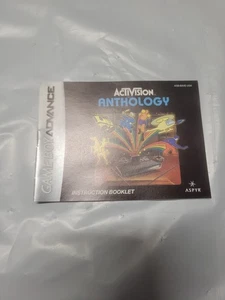 GAME BOY ADVANCE
ACTIVISION
ANTHOLOGY
INSTRUCTION BOOKLET
ASPYR